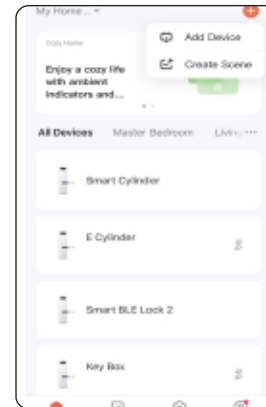 My Home... ▾
Add Device
Cozy Home
Create Scene
Enjoy a cozy life
with ambient
indicators and...
All Devices Master Bedroom Livin ···
Smart Cylinder
E Cylinder
Smart BLE Lock 2
Key Box